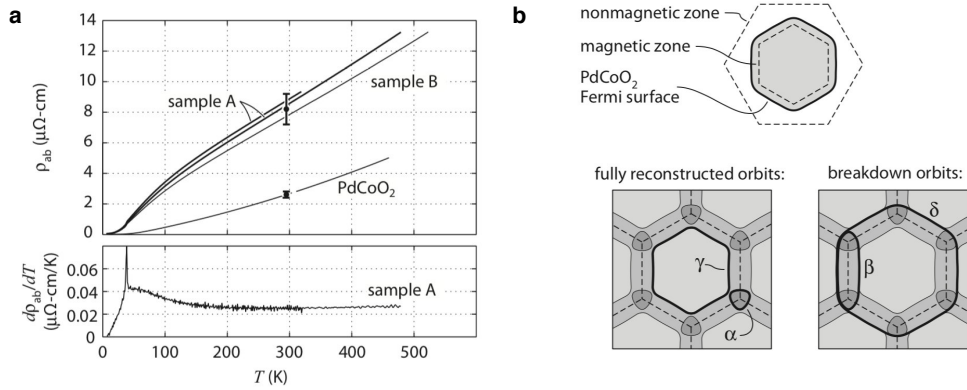 a
14
12
10
8
6
4
2
0
ρab (μΩ-cm)
sample A
sample B
PdCoO2
0.06
0.04
0.02
0
dρab/dT
(μΩ-cm/K)
sample A
0 100 200 300 400 500
T (K)
b
nonmagnetic zone
magnetic zone
PdCoO2
Fermi surface
fully reconstructed orbits:
γ
α
breakdown orbits:
δ
β